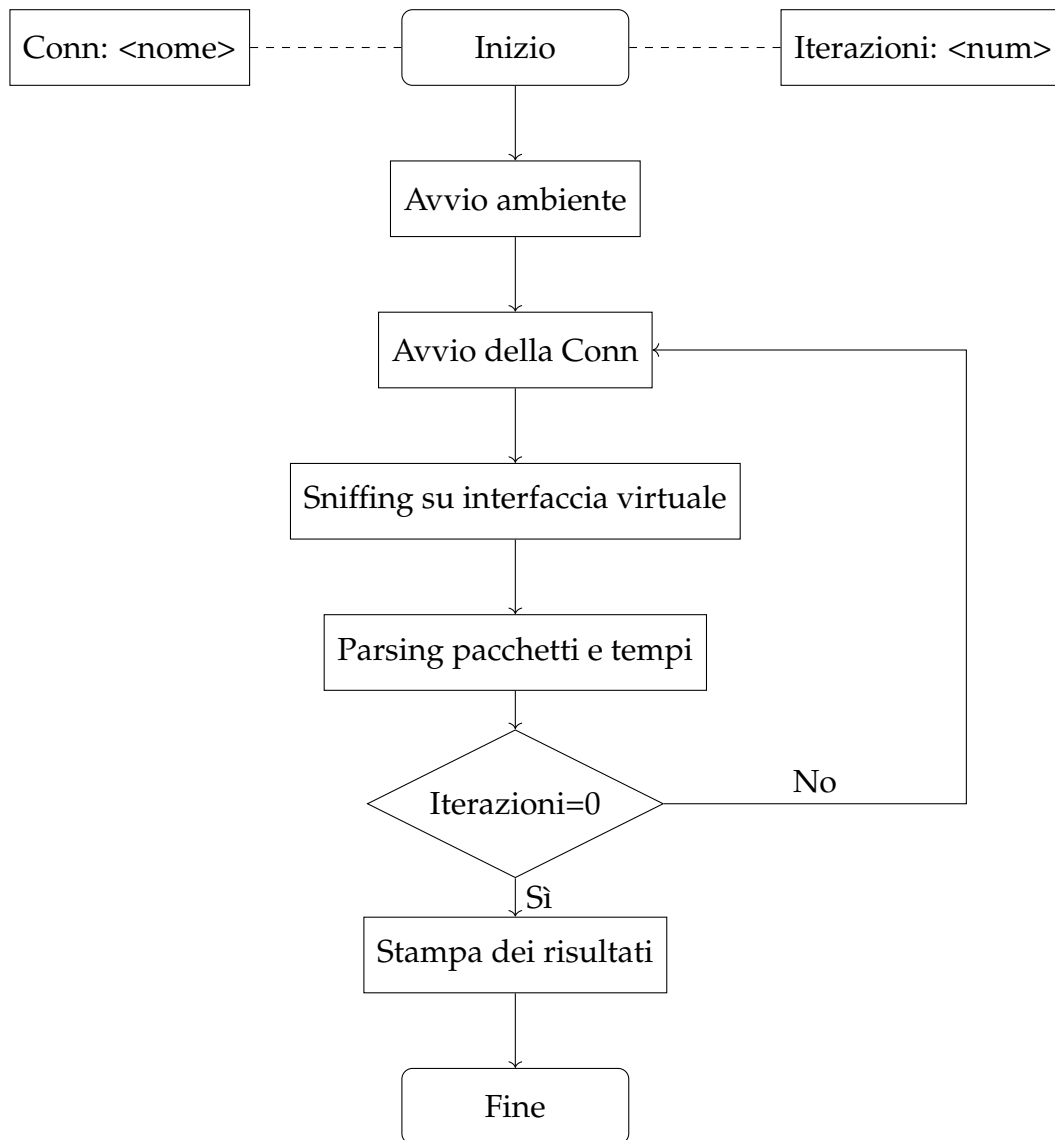 Conn: <nome>
Inizio
Iterazioni: <num>
Avvio ambiente
Avvio della Conn
Sniffing su interfaccia virtuale
Parsing pacchetti e tempi
Iterazioni=0
No
Sì
Stampa dei risultati
Fine